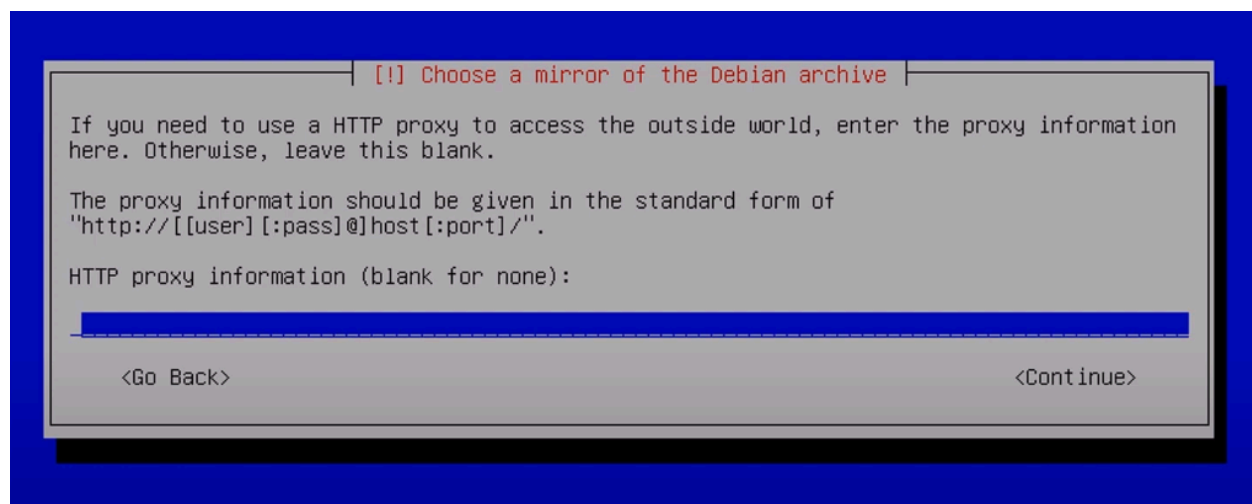 [!] Choose a mirror of the Debian archive
If you need to use a HTTP proxy to access the outside world, enter the proxy information
here. Otherwise, leave this blank.
The proxy information should be given in the standard form of
"http://[[user][:pass]@]host[:port]/".
HTTP proxy information (blank for none):
<Go Back> <Continue>